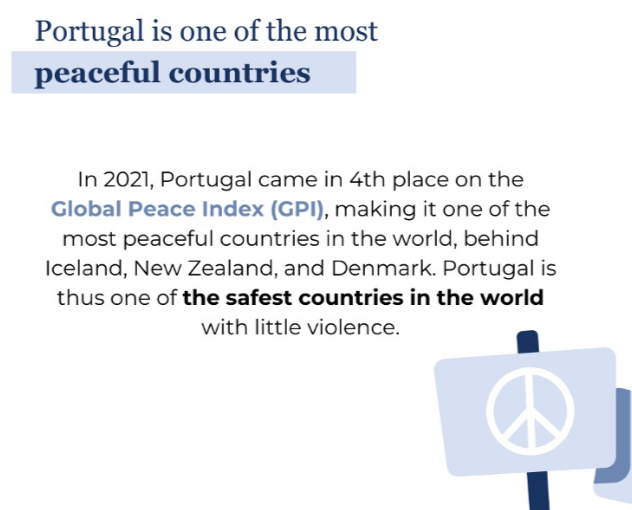 Portugal is one of the most
peaceful countries
In 2021, Portugal came in 4th place on the
Global Peace Index (GPI), making it one of the
most peaceful countries in the world, behind
Iceland, New Zealand, and Denmark. Portugal is
thus one of the safest countries in the world
with little violence.